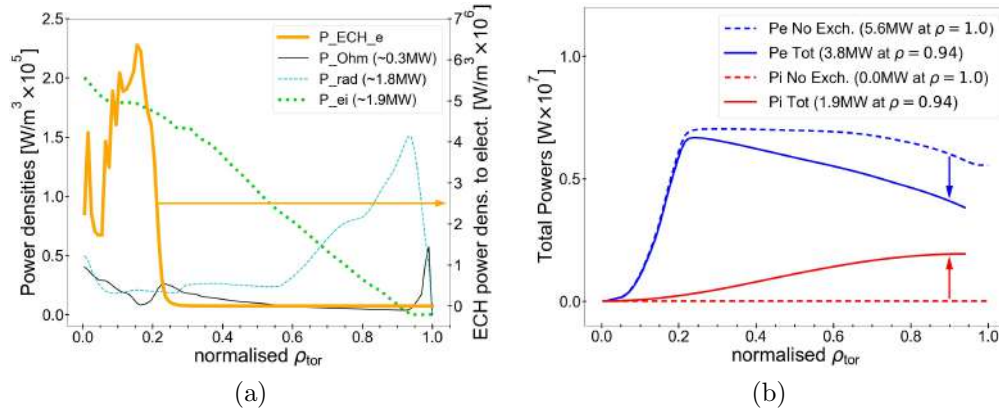 (a)
7 ×10⁶
P_ECH_e
P_Ohm (~0.3MW)
P_rad (~1.8MW)
P_ei (~1.9MW)
Power densities [W/m³ × 10⁵]
2.5
2.0
1.5
1.0
0.5
0.0
6
5
4
3
2
1
0
ECH power dens. to elect. [W/m³ × 10⁶]
0.0 0.2 0.4 0.6 0.8 1.0
normalised ρtor
(a)
b)
Pe No Exch. (5.6MW at ρ = 1.0)
Pe Tot (3.8MW at ρ = 0.94)
Pi No Exch. (0.0MW at ρ = 1.0)
Pi Tot (1.9MW at ρ = 0.94)
Total Powers [W×10⁷]
1.0
0.5
0.0
0.0 0.2 0.4 0.6 0.8 1.0
normalised ρtor
(b)